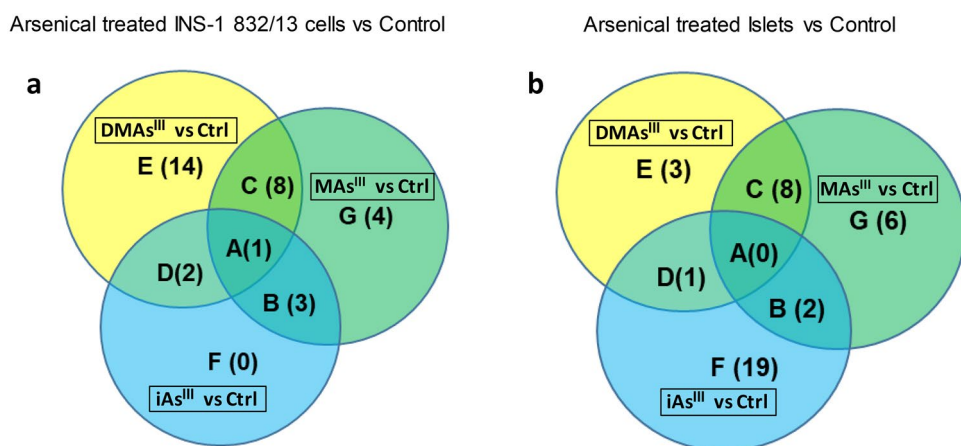 Arsenical treated INS-1 832/13 cells vs Control
a
DMAsᴵᴵᴵ vs Ctrl
E (14)
C (8)
MAsᴵᴵᴵ vs Ctrl
G (4)
A(1)
D(2)
B (3)
F (0)
iAsᴵᴵᴵ vs Ctrl
Arsenical treated Islets vs Control
b
DMAsᴵᴵᴵ vs Ctrl
E (3)
C (8)
MAsᴵᴵᴵ vs Ctrl
G (6)
A(0)
D(1)
B (2)
F (19)
iAsᴵᴵᴵ vs Ctrl